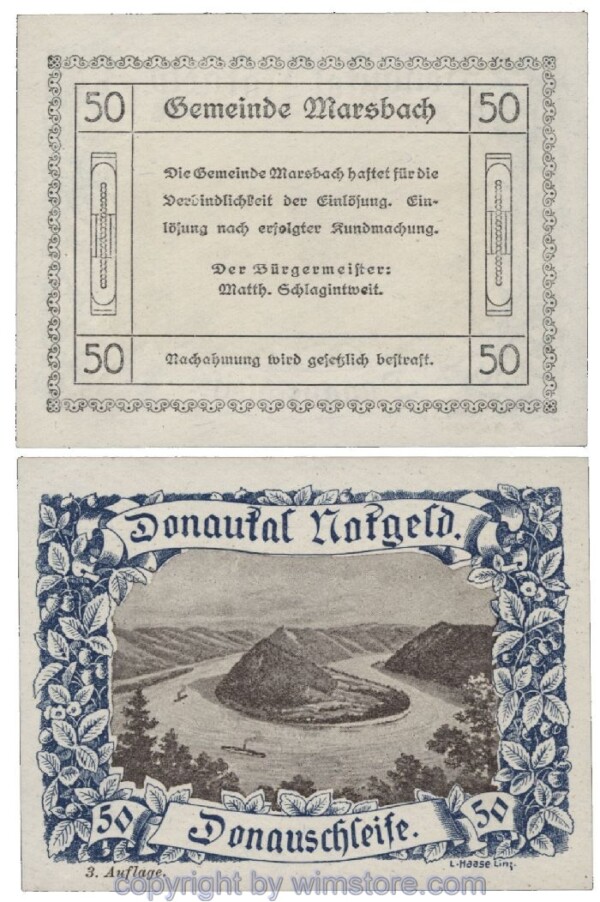 50 Gemeinde Marsbach 50
Die Gemeinde Marsbach haftet für die
Verbindlichkeit der Einlösung. Ein-
lösung nach erfolgter Kundmachung.
Der Bürgermeister:
Matth. Schlagintweit.
50 Nachahmung wird gesetzlich bestraft. 50
Donautal Notgeld.
50 Donauschleife. 50
3. Auflage.
L. Haase Linz.
copyright by wimstore.com